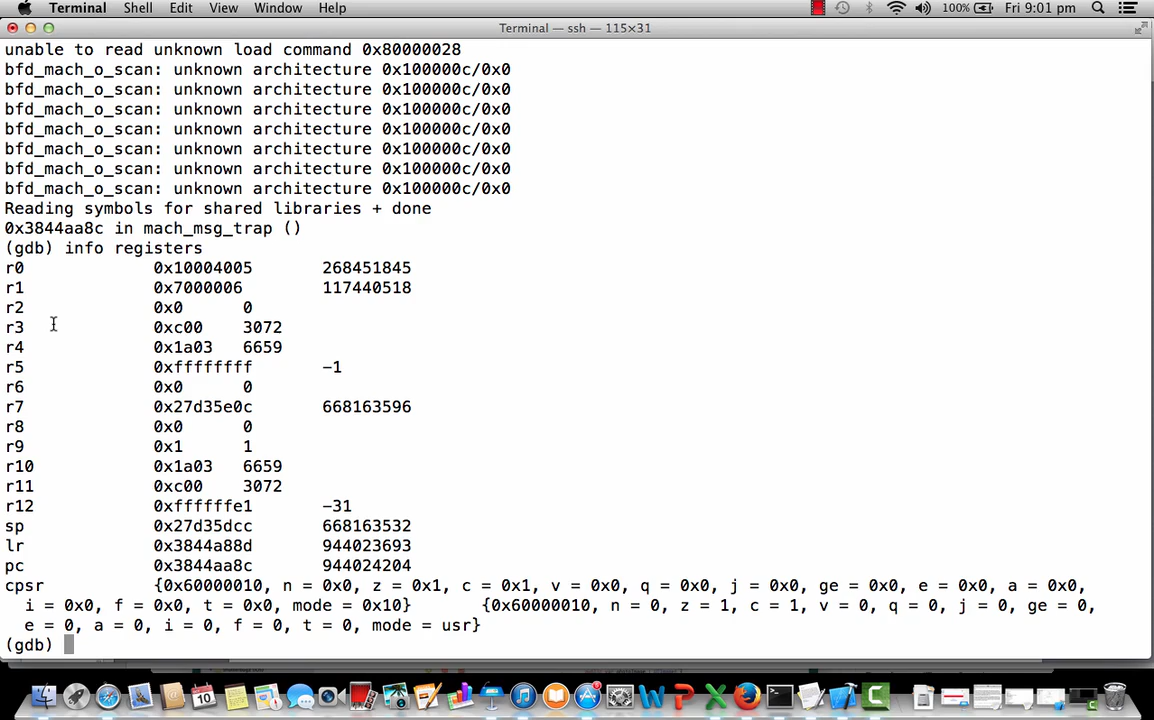 Terminal Shell Edit View Window Help 100% Fri 9:01 pm
Terminal — ssh — 115×31
unable to read unknown load command 0x80000028
bfd_mach_o_scan: unknown architecture 0x100000c/0x0
bfd_mach_o_scan: unknown architecture 0x100000c/0x0
bfd_mach_o_scan: unknown architecture 0x100000c/0x0
bfd_mach_o_scan: unknown architecture 0x100000c/0x0
bfd_mach_o_scan: unknown architecture 0x100000c/0x0
bfd_mach_o_scan: unknown architecture 0x100000c/0x0
bfd_mach_o_scan: unknown architecture 0x100000c/0x0
Reading symbols for shared libraries + done
0x3844aa8c in mach_msg_trap ()
(gdb) info registers
r0 0x10004005 268451845
r1 0x7000006 117440518
r2 0x0 0
r3 0xc00 3072
r4 0x1a03 6659
r5 0xffffffff -1
r6 0x0 0
r7 0x27d35e0c 668163596
r8 0x0 0
r9 0x1 1
r10 0x1a03 6659
r11 0xc00 3072
r12 0xffffffe1 -31
sp 0x27d35dcc 668163532
lr 0x3844a88d 944023693
pc 0x3844aa8c 944024204
cpsr {0x60000010, n = 0x0, z = 0x1, c = 0x1, v = 0x0, q = 0x0, j = 0x0, ge = 0x0, e = 0x0, a = 0x0,
i = 0x0, f = 0x0, t = 0x0, mode = 0x10} {0x60000010, n = 0, z = 1, c = 1, v = 0, q = 0, j = 0, ge = 0,
e = 0, a = 0, i = 0, f = 0, t = 0, mode = usr}
(gdb)